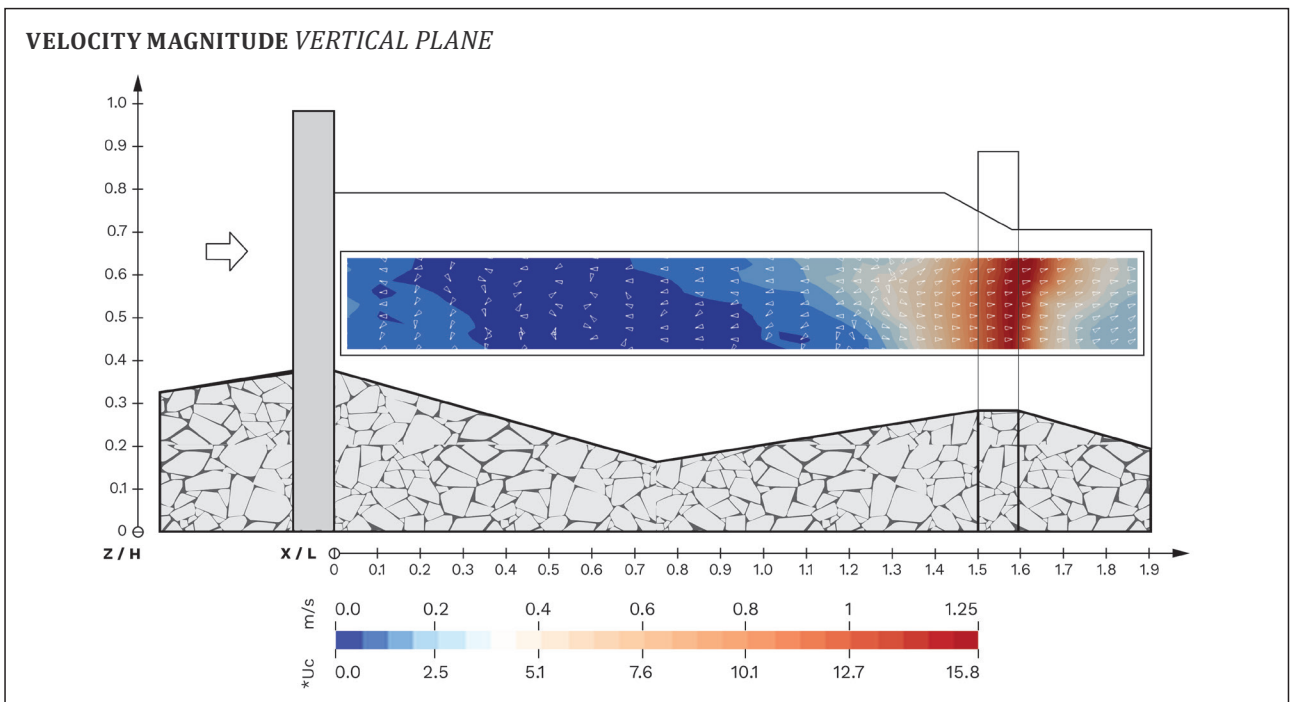 VELOCITY MAGNITUDE VERTICAL PLANE
1.0
0.9
0.8
0.7
0.6
0.5
0.4
0.3
0.2
0.1
0
Z / H X / L
0 0.1 0.2 0.3 0.4 0.5 0.6 0.7 0.8 0.9 1.0 1.1 1.2 1.3 1.4 1.5 1.6 1.7 1.8 1.9
m/s 0.0 0.2 0.4 0.6 0.8 1 1.25
*Uc 0.0 2.5 5.1 7.6 10.1 12.7 15.8